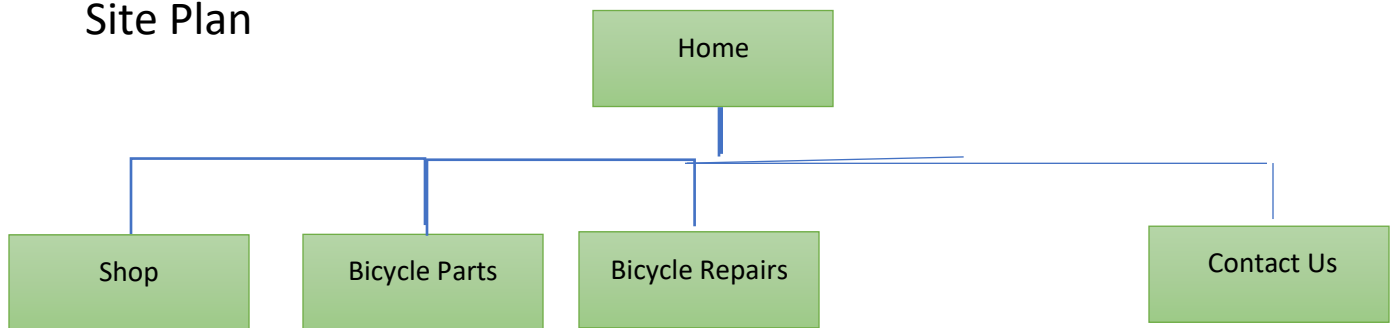 Site Plan
Home
Shop
Bicycle Parts
Bicycle Repairs
Contact Us